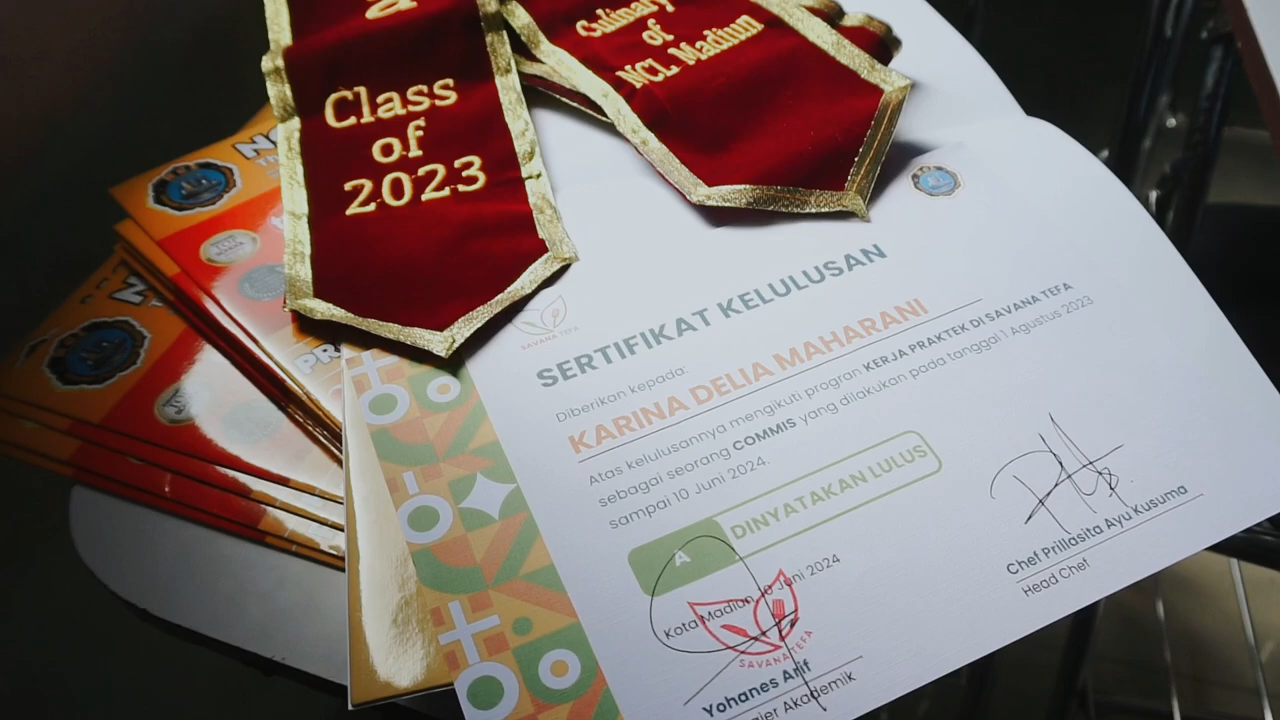 a
Class
of
2023
Culinary
of
NCL Madiun
SAVANA TEFA
SERTIFIKAT KELULUSAN
Diberikan kepada:
KARINA DELIA MAHARANI
Atas kelulusannya mengikuti progran KERJA PRAKTEK DI SAVANA TEFA
sebagai seorang COMMIS yang dilakukan pada tanggal 1 Agustus 2023
sampai 10 Juni 2024.
A DINYATAKAN LULUS
Kota Madiun, 10 Juni 2024
SAVANA TEFA
Yohanes Arif
Akademik
Chef Prillasita Ayu Kusuma
Head Chef